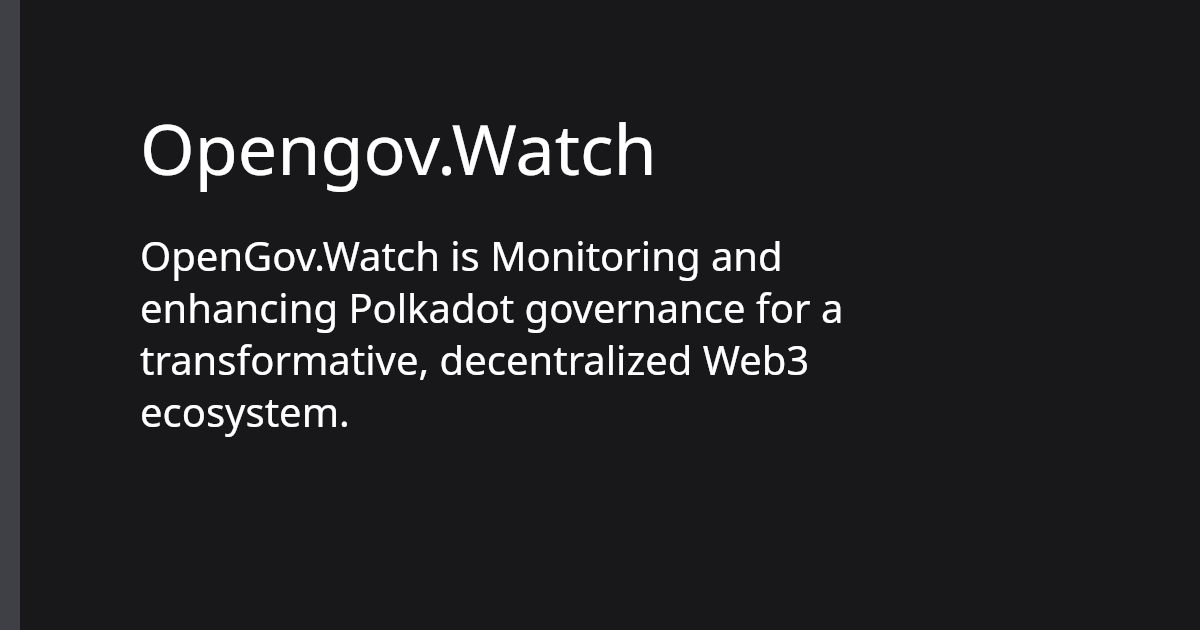 Opengov.Watch
OpenGov.Watch is Monitoring and
enhancing Polkadot governance for a
transformative, decentralized Web3
ecosystem.